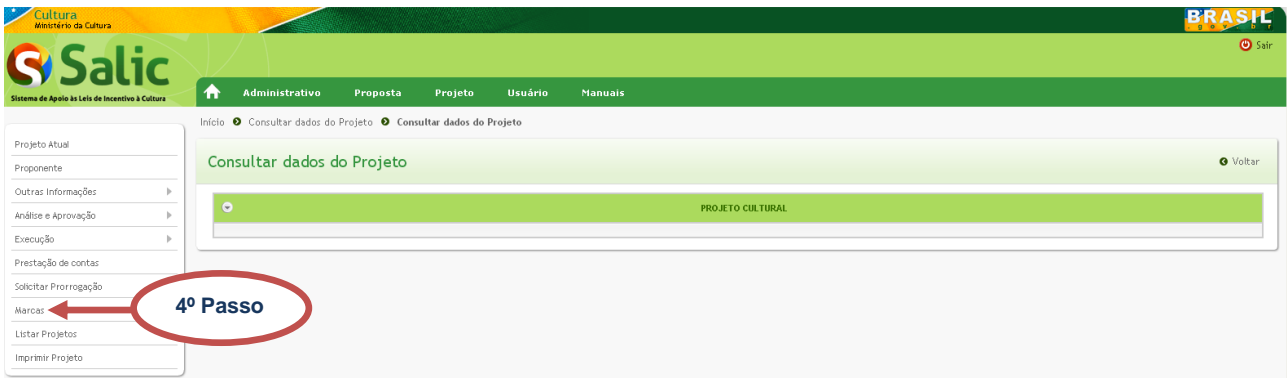 Cultura
Ministério da Cultura
BRASIL
gov br
Salic
Sistema de Apoio às Leis de Incentivo à Cultura
Sair
Administrativo Proposta Projeto Usuário Manuais
Início Consultar dados do Projeto Consultar dados do Projeto
Consultar dados do Projeto
Voltar
PROJETO CULTURAL
Projeto Atual
Proponente
Outras Informações
Análise e Aprovação
Execução
Prestação de contas
Solicitar Prorrogação
Marcas
4º Passo
Listar Projetos
Imprimir Projeto